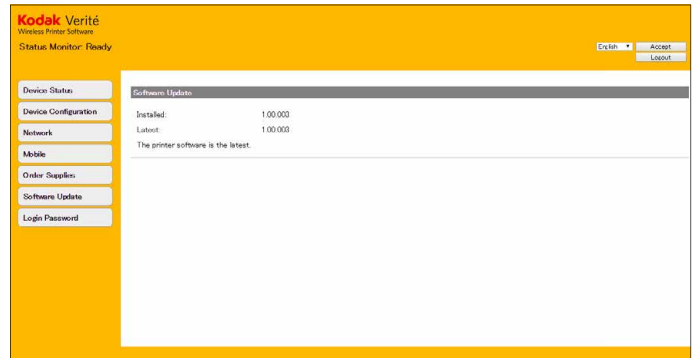 Kodak Verité
Wireless Printer Software
Status Monitor: Ready
English
Accept
Logout
Device Status
Device Configuration
Network
Mobile
Order Supplies
Software Update
Login Password
Software Update
Installed: 1.00.003
Latest: 1.00.003
The printer software is the latest.